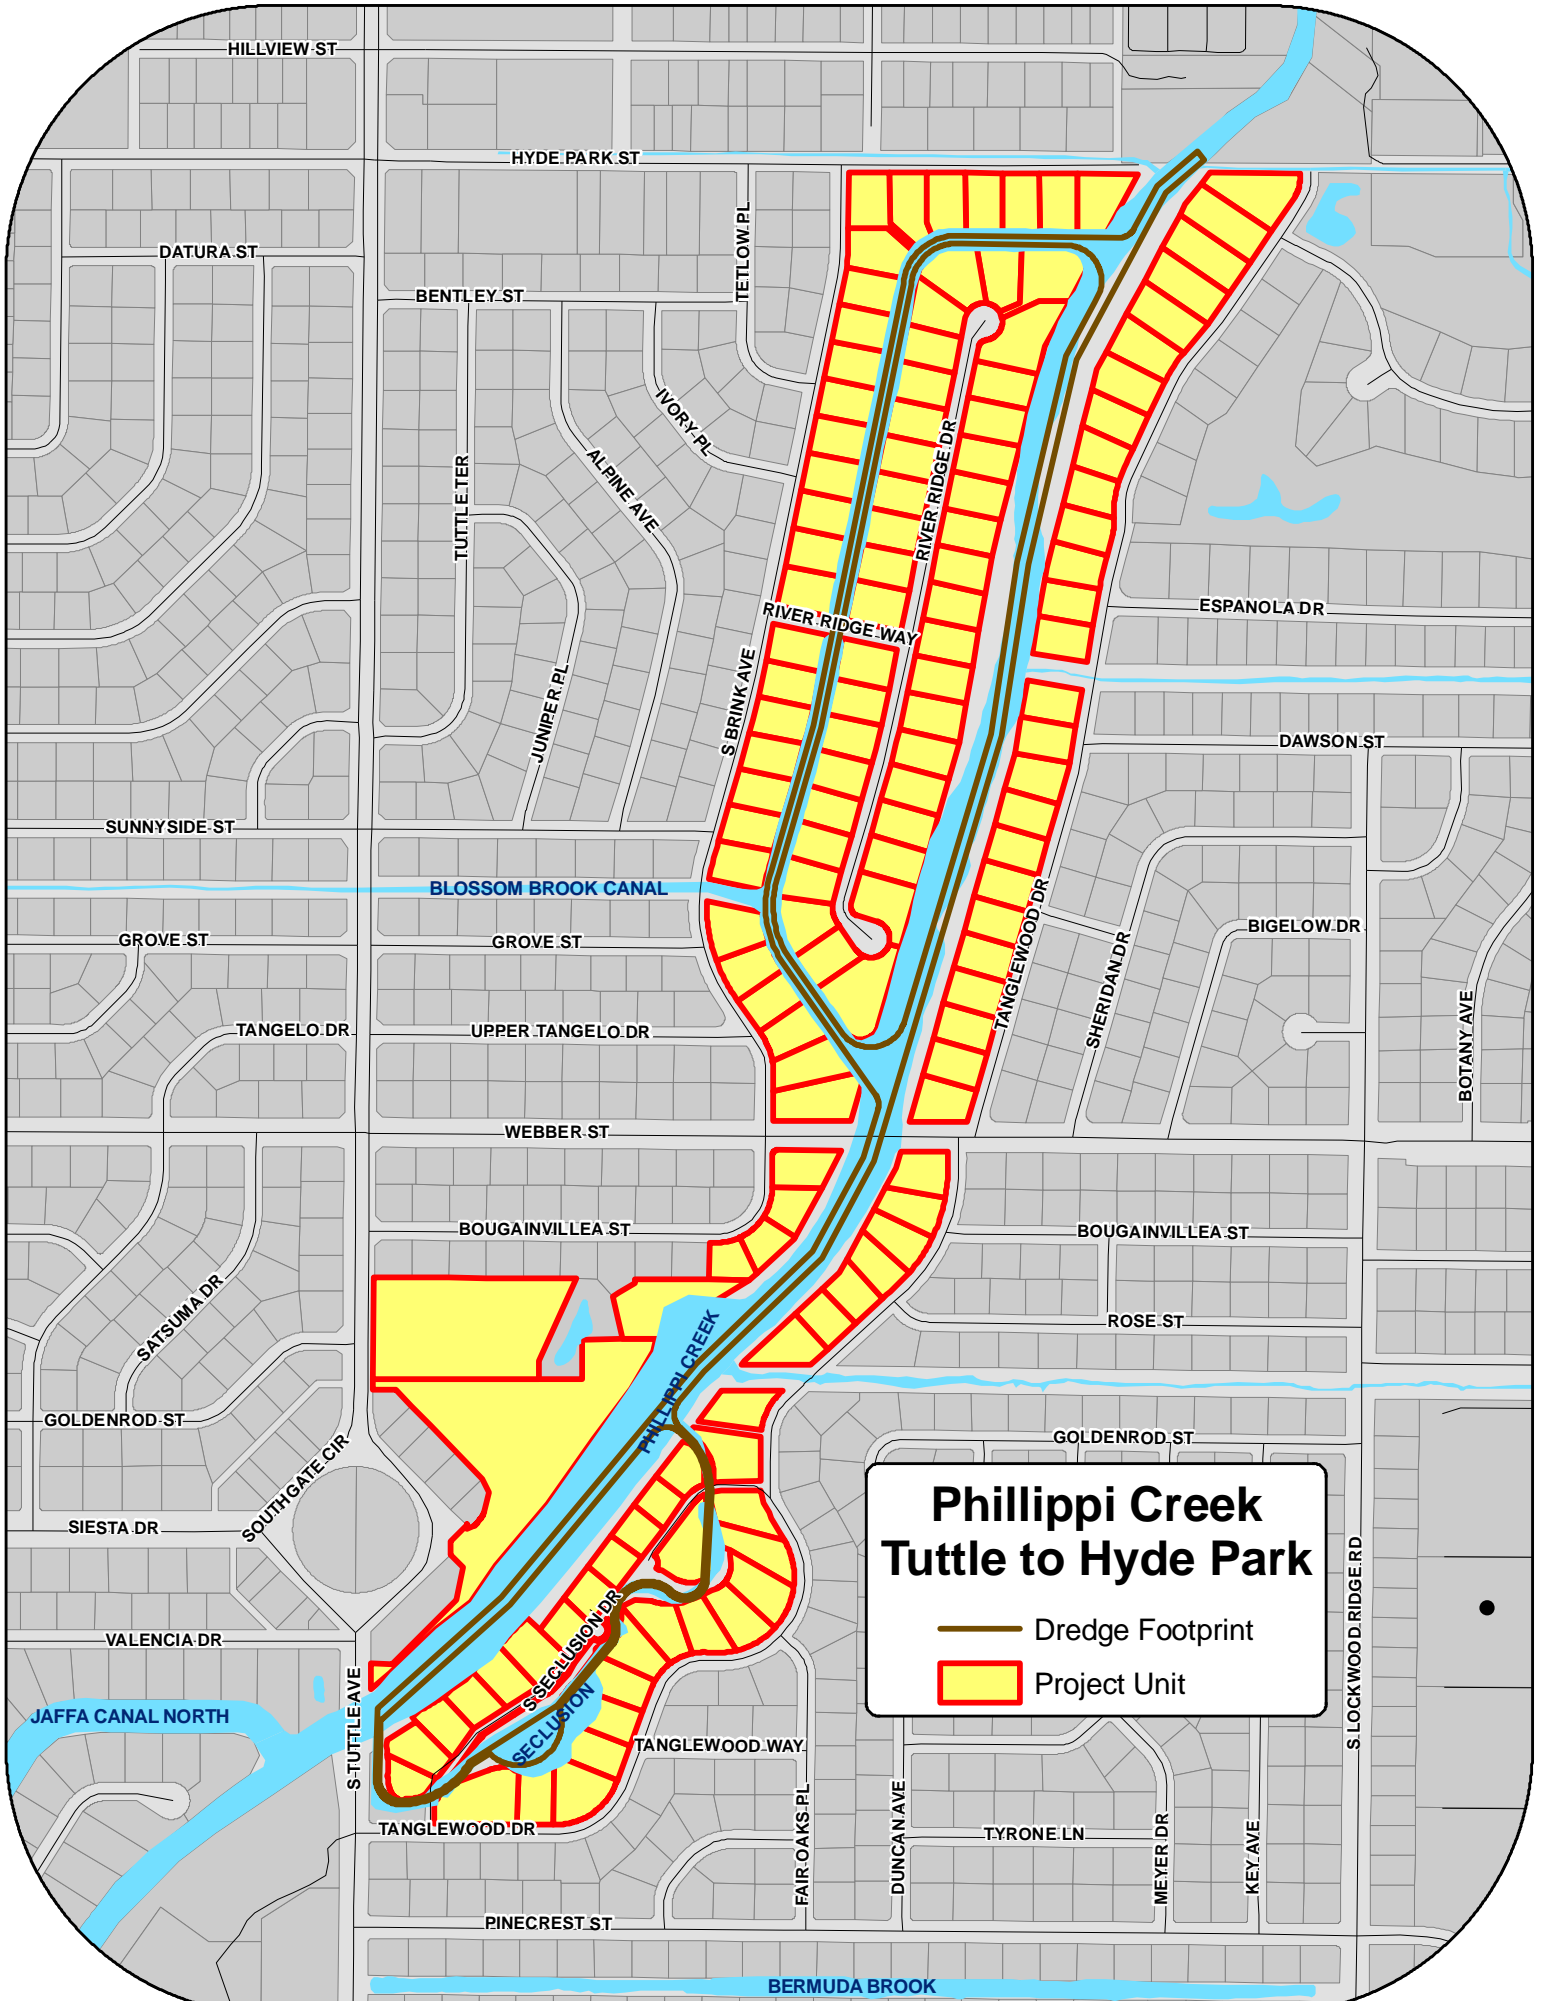 HILLVIEW ST
HYDE PARK ST
TETLOW PL
DATURA ST
BENTLEY ST
IVORY PL
ALPINE AVE
TUTTLE TER
RIVER RIDGE DR
RIVER RIDGE WAY
ESPANOLA DR
S BRINK AVE
JUNIPER PL
DAWSON ST
SUNNYSIDE ST
BLOSSOM BROOK CANAL
TANGLEWOOD DR
GROVE ST
GROVE ST
SHERIDAN DR
BIGELOW DR
TANGELO DR
UPPER TANGELO DR
BOTANY AVE
WEBBER ST
BOUGAINVILLEA ST
BOUGAINVILLEA ST
SATSUMA DR
PHILLIPPI CREEK
ROSE ST
GOLDENROD ST
GOLDENROD ST
SOUTHGATE CIR
SIESTA DR
Phillippi Creek
Tuttle to Hyde Park
Dredge Footprint
Project Unit
S LOCKWOOD RIDGE RD
VALENCIA DR
S SECLUSION DR
SECLUSION
JAFFA CANAL NORTH
S TUTTLE AVE
TANGLEWOOD WAY
TANGLEWOOD DR
FAIR OAKS PL
DUNCAN AVE
TYRONE LN
MEYER DR
KEY AVE
PINECREST ST
BERMUDA BROOK